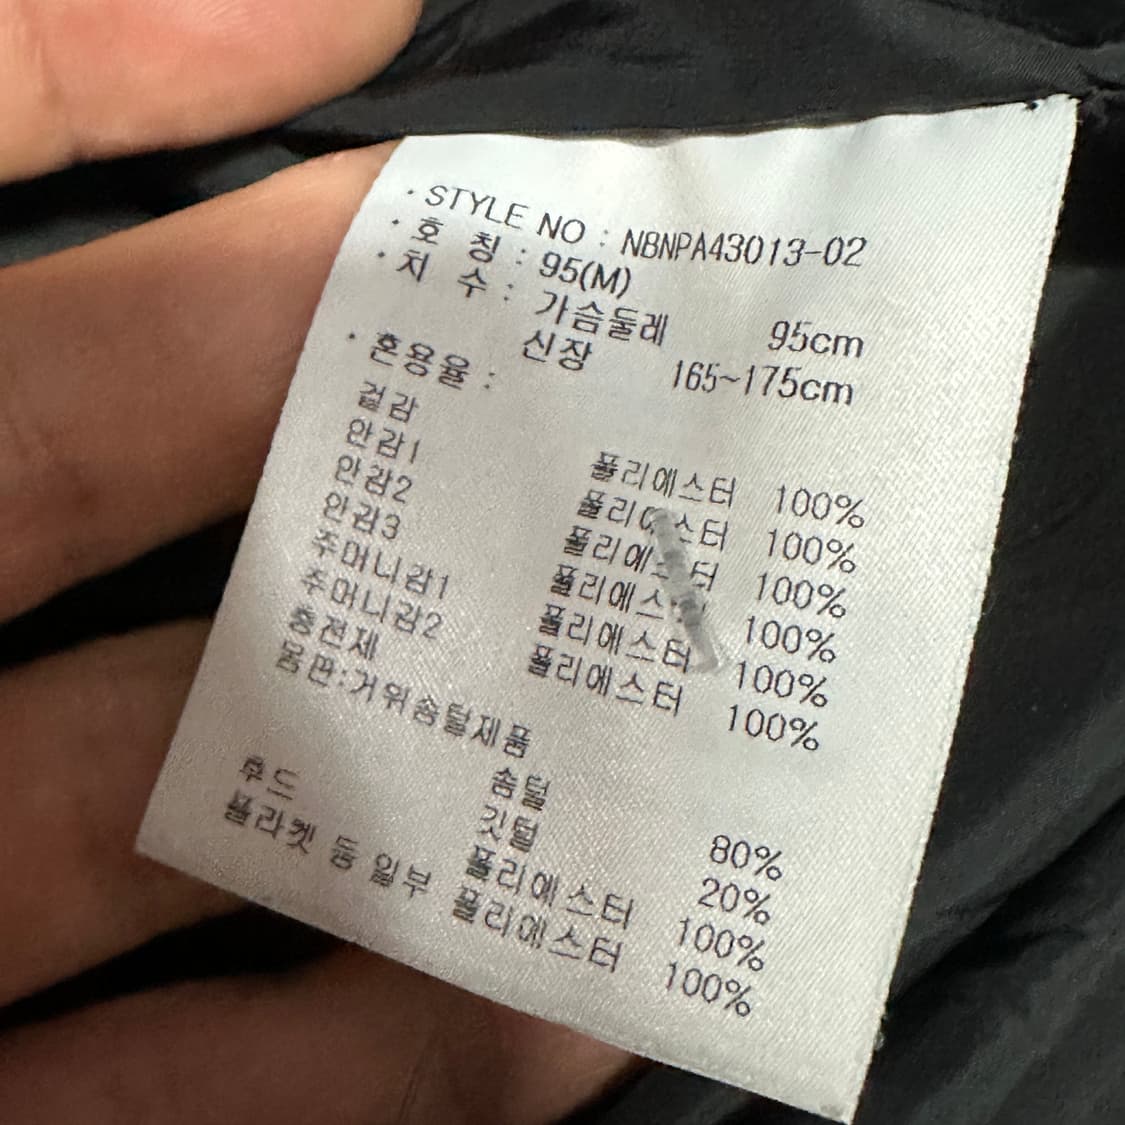 · STYLE NO : NBNPA43013-02
· 호 칭 : 95(M)
· 치 수 : 가슴둘레 95cm
신장 165~175cm
· 혼용율 :
겉감 폴리에스터 100%
안감1 폴리에스터 100%
안감2 폴리에스터 100%
안감3 폴리에스터 100%
주머니감1 폴리에스터 100%
주머니감2 폴리에스터 100%
충전제
몸판:거위솜털제품
솜털 80%
깃털 20%
후드 폴리에스터 100%
플라켓 등 일부 폴리에스터 100%